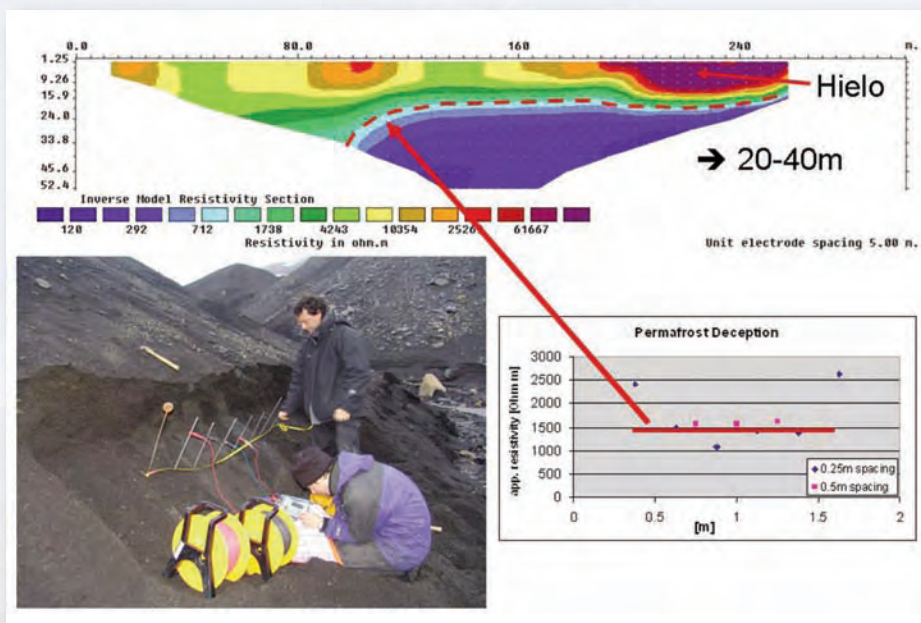 0.0 80.0 160 240 m.
1.25
9.26
15.9
24.0
33.8
45.6
52.4
Hielo
➔ 20-40m
Inverse Model Resistivity Section
120 292 712 1738 4243 10354 2526 61667
Resistivity in ohm.m
Unit electrode spacing 5.00 m.
Permafrost Deception
app. resistivity [Ohm m]
3000
2500
2000
1500
1000
500
0
0 0.5 1 1.5 2
[m]
0.25m spacing
0.5m spacing